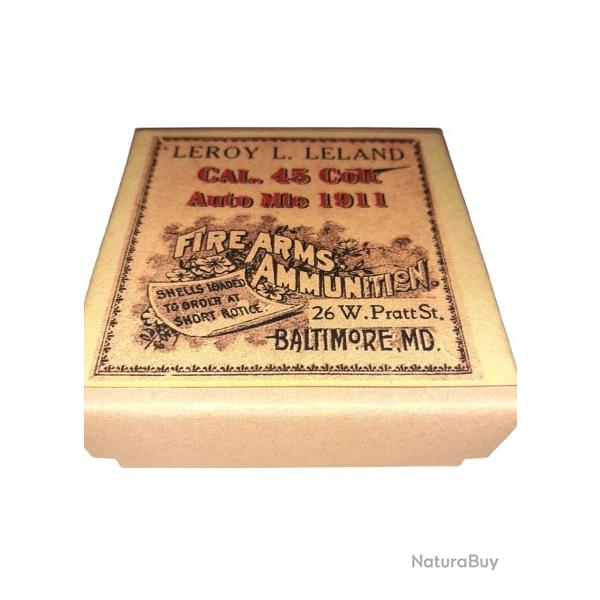 LEROY L. LELAND
CAL. 45 Colt
Auto Mle 1911
FIRE ARMS
AMMUNITION.
SHELLS LOADED
TO ORDER AT
SHORT NOTICE.
26 W. Pratt St.
BALTIMORE, MD.
NaturaBuy